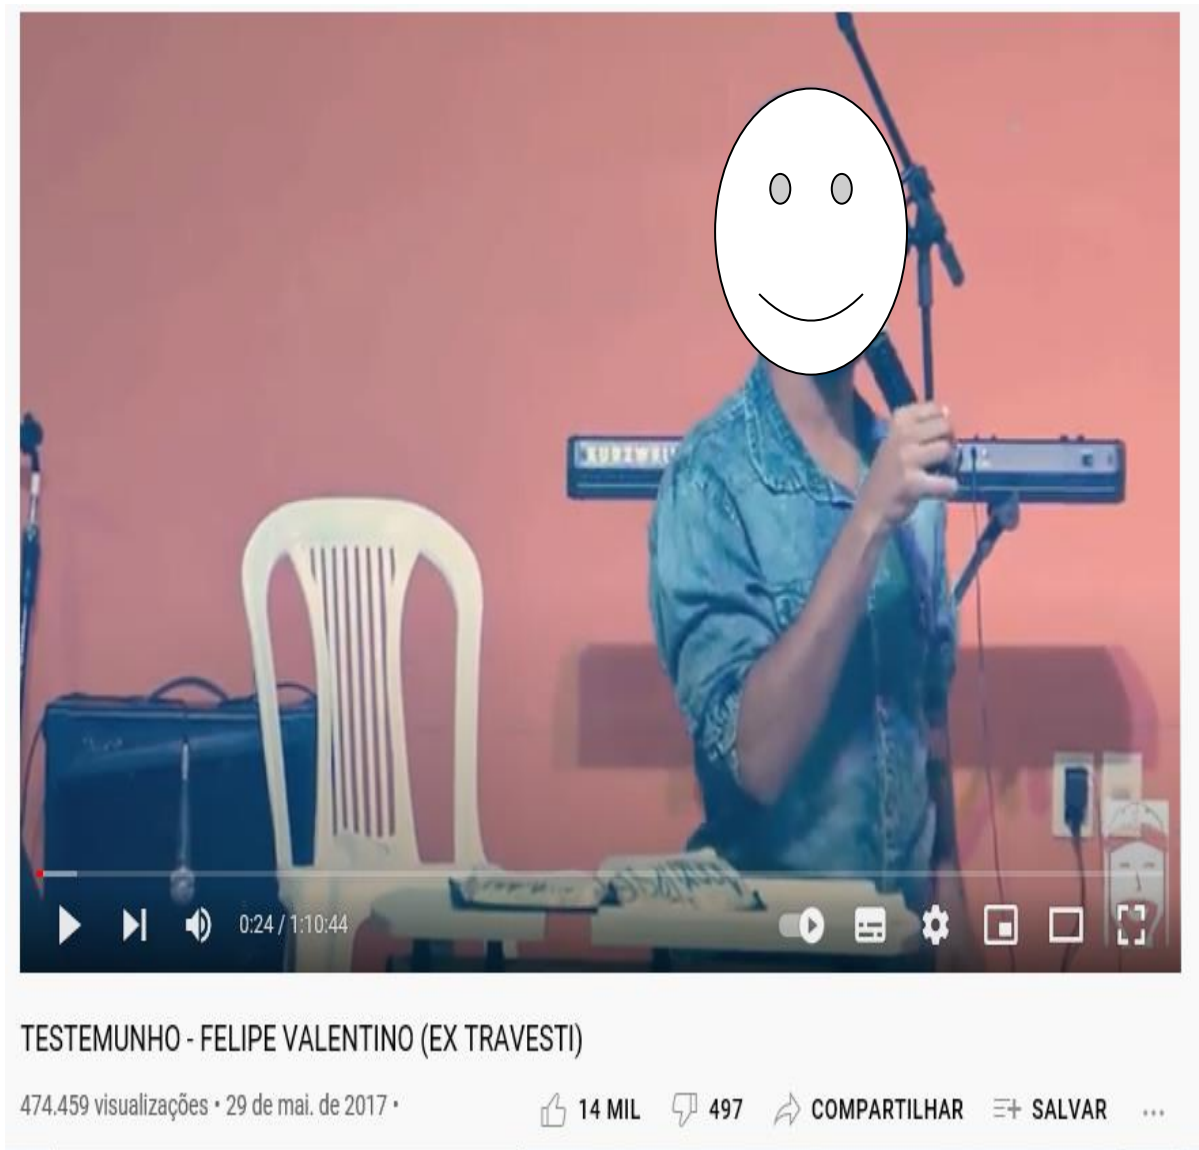 KURZWEIL
0:24 / 1:10:44
TESTEMUNHO - FELIPE VALENTINO (EX TRAVESTI)
474.459 visualizações • 29 de mai. de 2017 •
14 MIL 497 COMPARTILHAR SALVAR